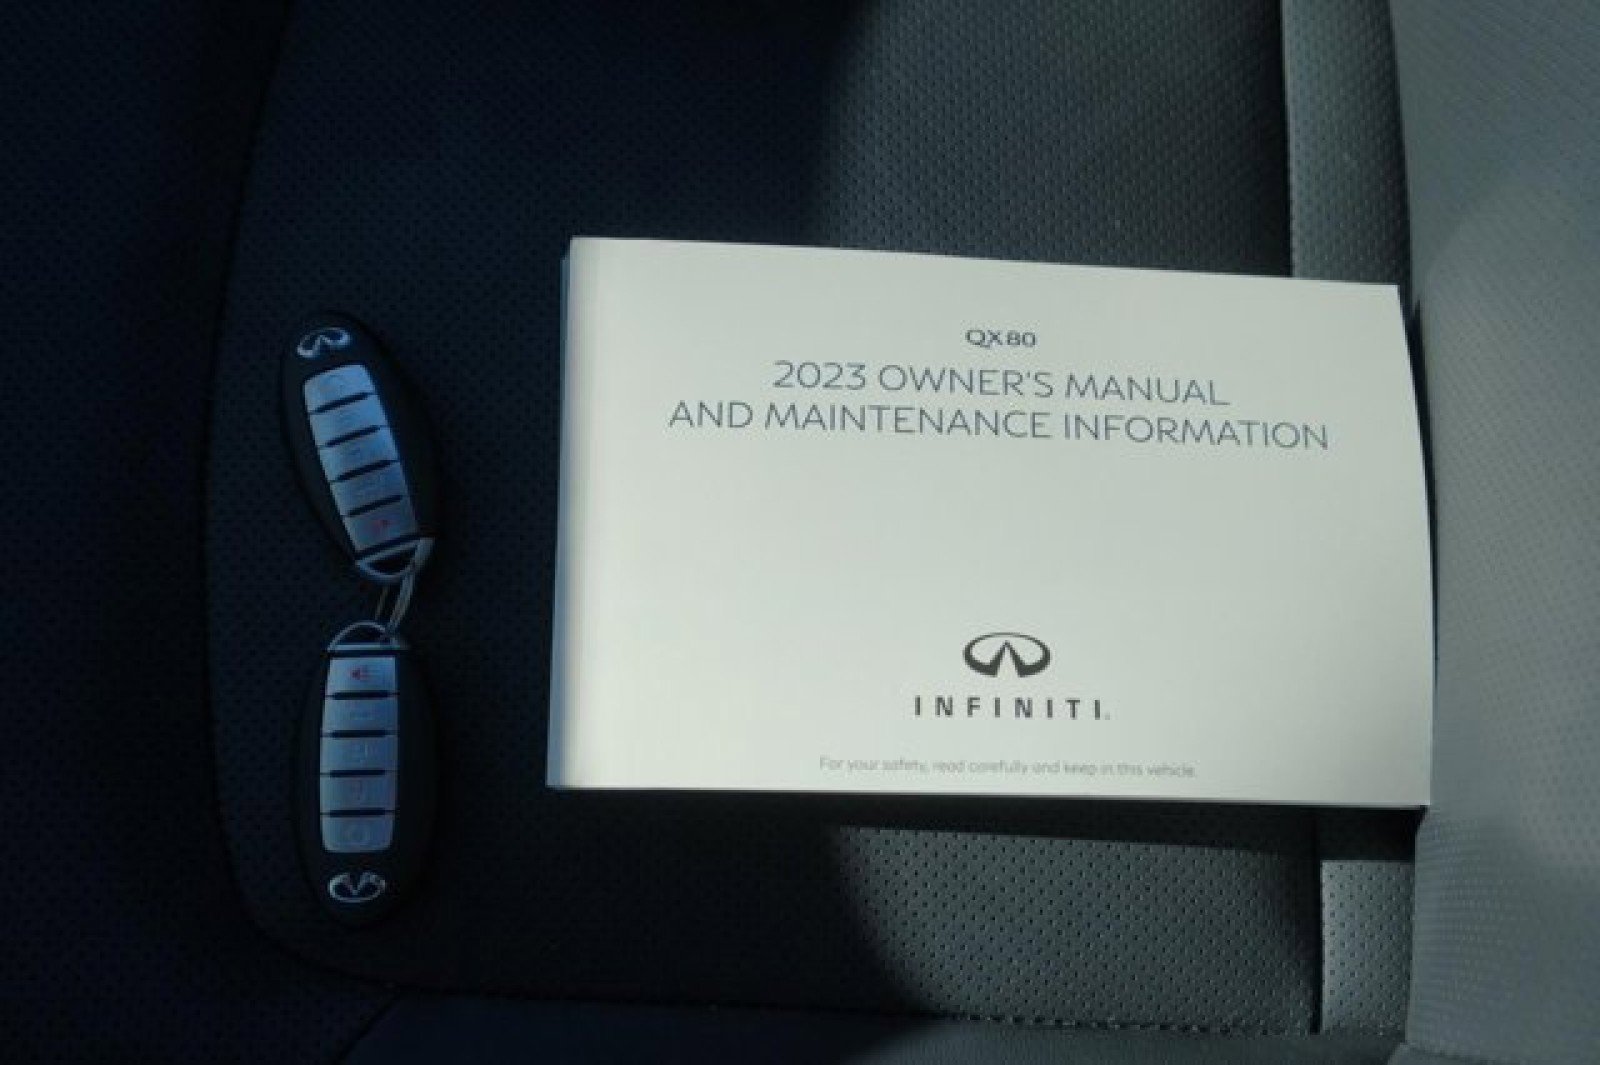 QX80
2023 OWNER'S MANUAL
AND MAINTENANCE INFORMATION
INFINITI
For your safety, read carefully and keep in this vehicle.